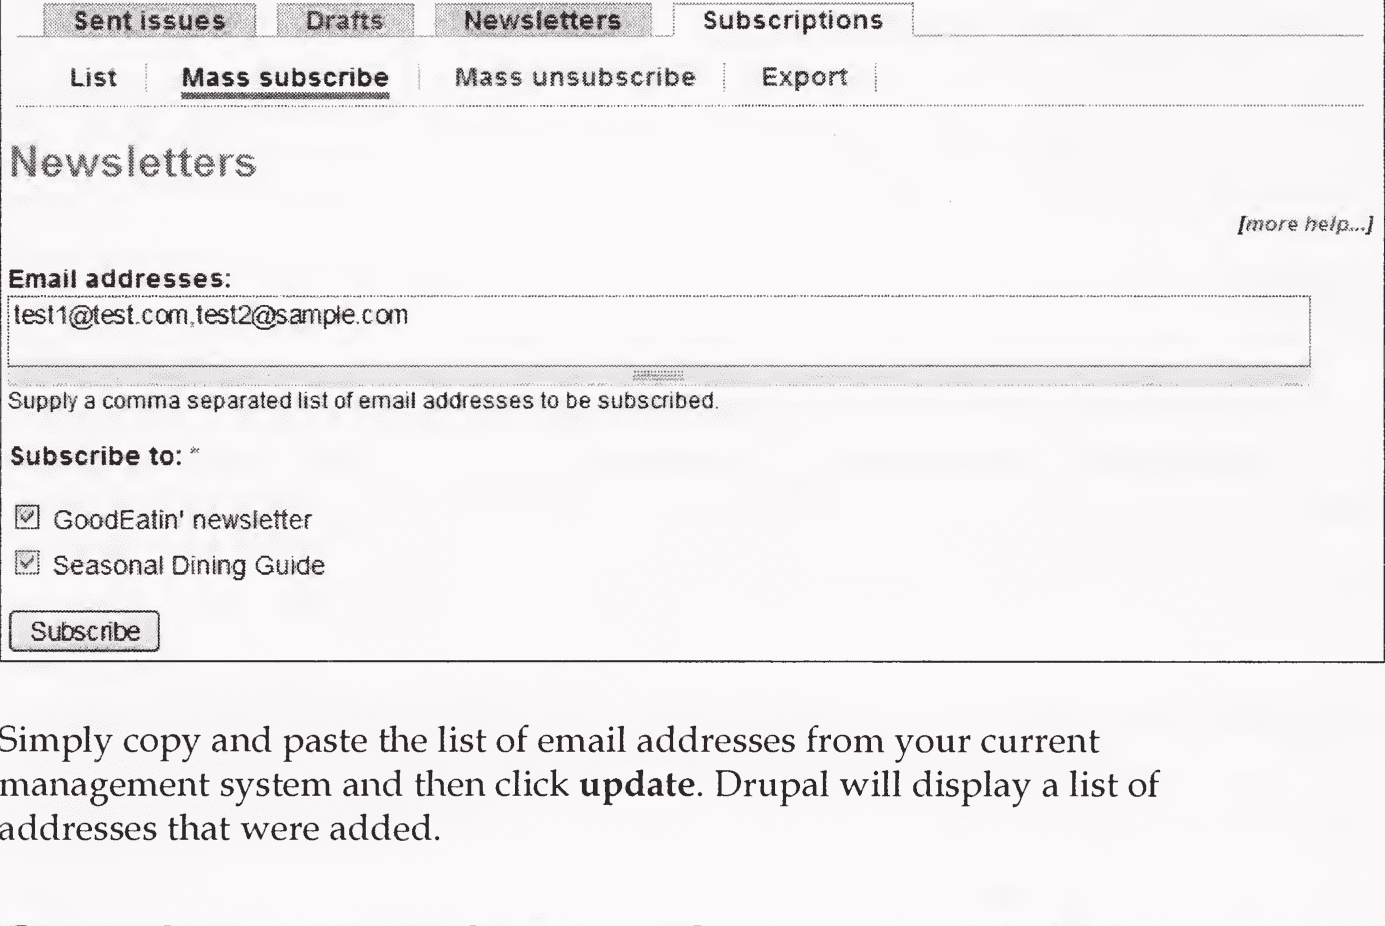 Sent issues Drafts Newsletters Subscriptions
List Mass subscribe Mass unsubscribe Export
Newsletters
[more help...]
Email addresses:
test1@test.com,test2@sample.com
Supply a comma separated list of email addresses to be subscribed.
Subscribe to: *
GoodEatin' newsletter
Seasonal Dining Guide
Subscribe
Simply copy and paste the list of email addresses from your current
management system and then click update. Drupal will display a list of
addresses that were added.